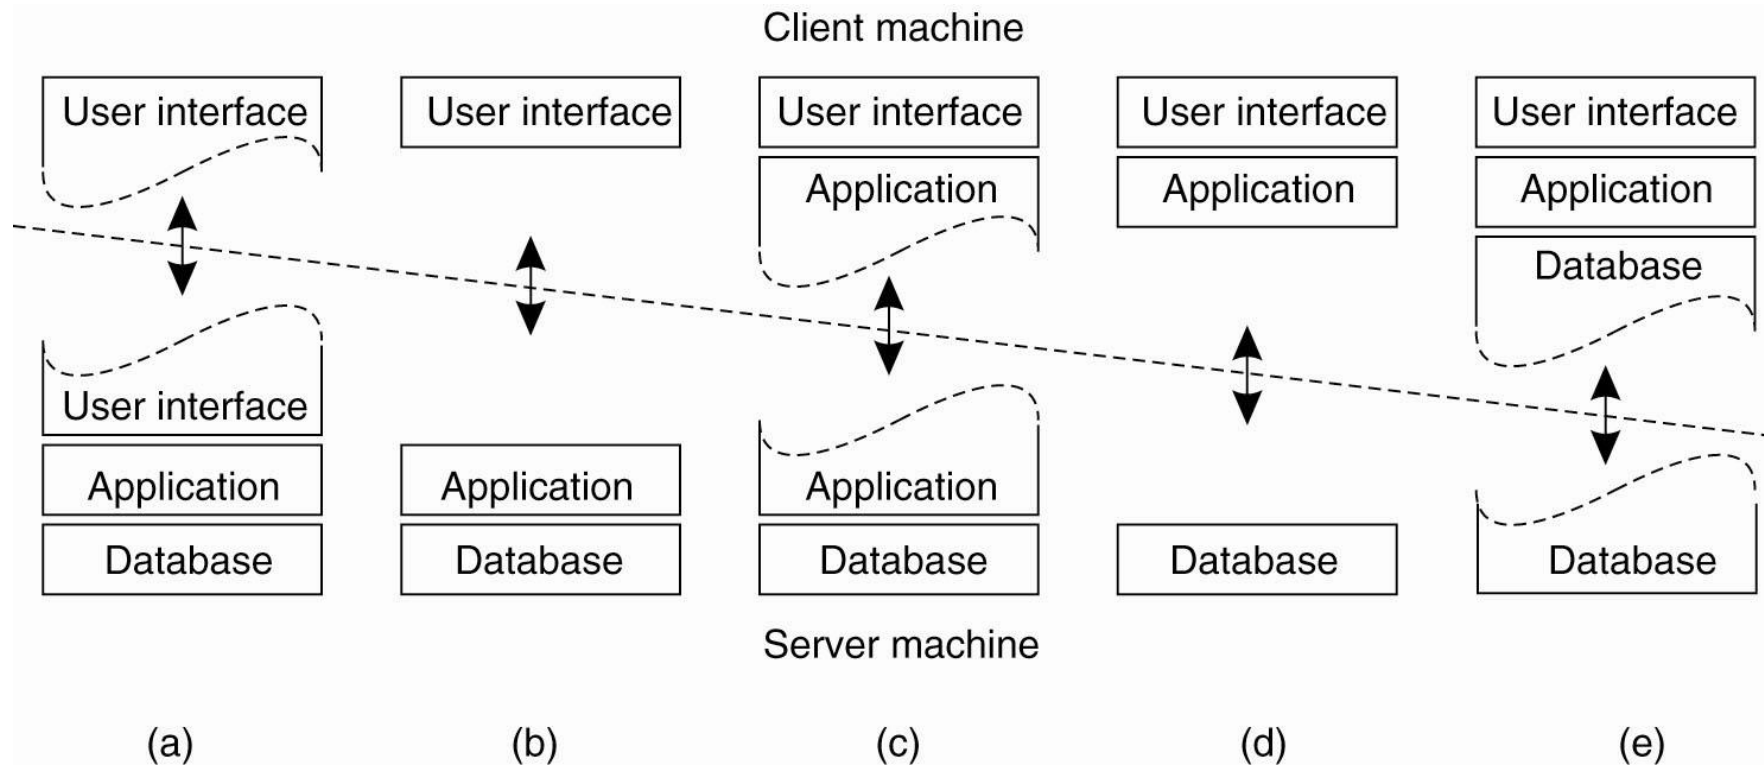 Client machine
User interface
User interface
User interface
User interface
User interface
Application
Application
Application
Database
User interface
Application
Application
Application
Database
Database
Database
Database
Database
Server machine
(a)
(b)
(c)
(d)
(e)